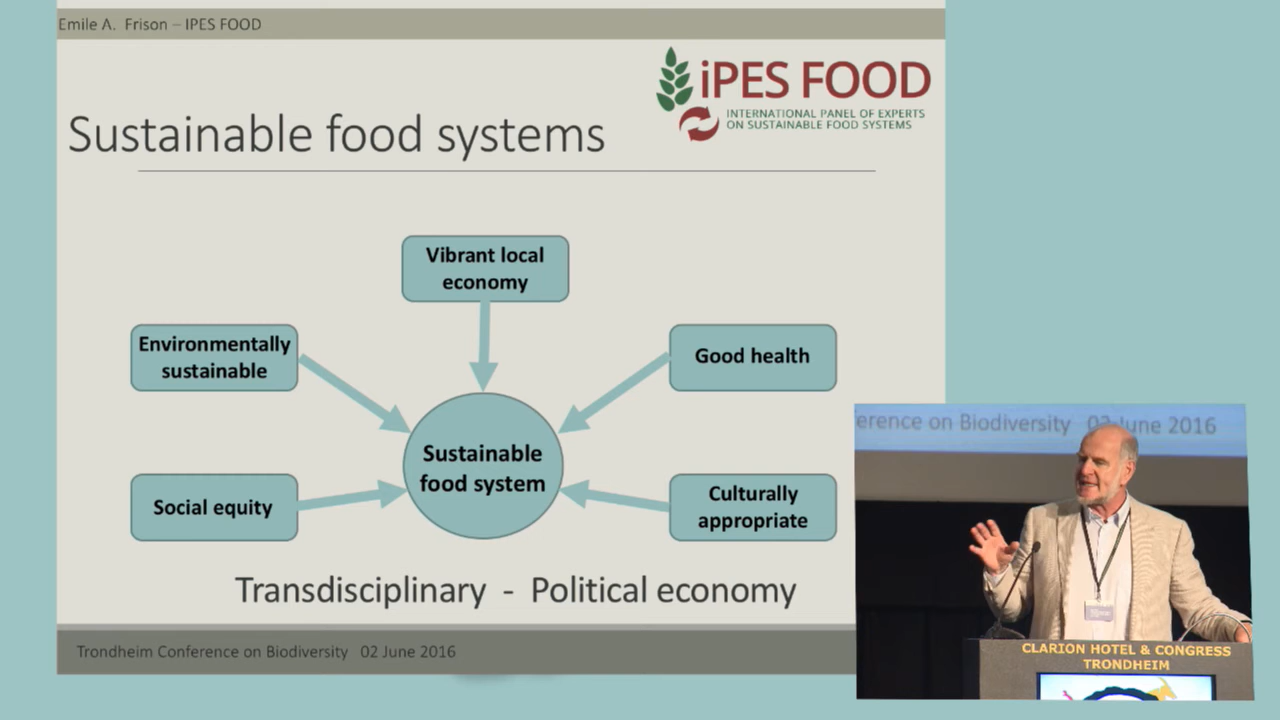 Emile A. Frison – IPES FOOD
iPES FOOD
INTERNATIONAL PANEL OF EXPERTS
ON SUSTAINABLE FOOD SYSTEMS
Sustainable food systems
Vibrant local
economy
Environmentally
sustainable
Good health
Sustainable
food system
Social equity
Culturally
appropriate
Transdisciplinary - Political economy
Trondheim Conference on Biodiversity 02 June 2016
erence on Biodiversity 02 June 2016
CLARION HOTEL & CONGRESS
TRONDHEIM